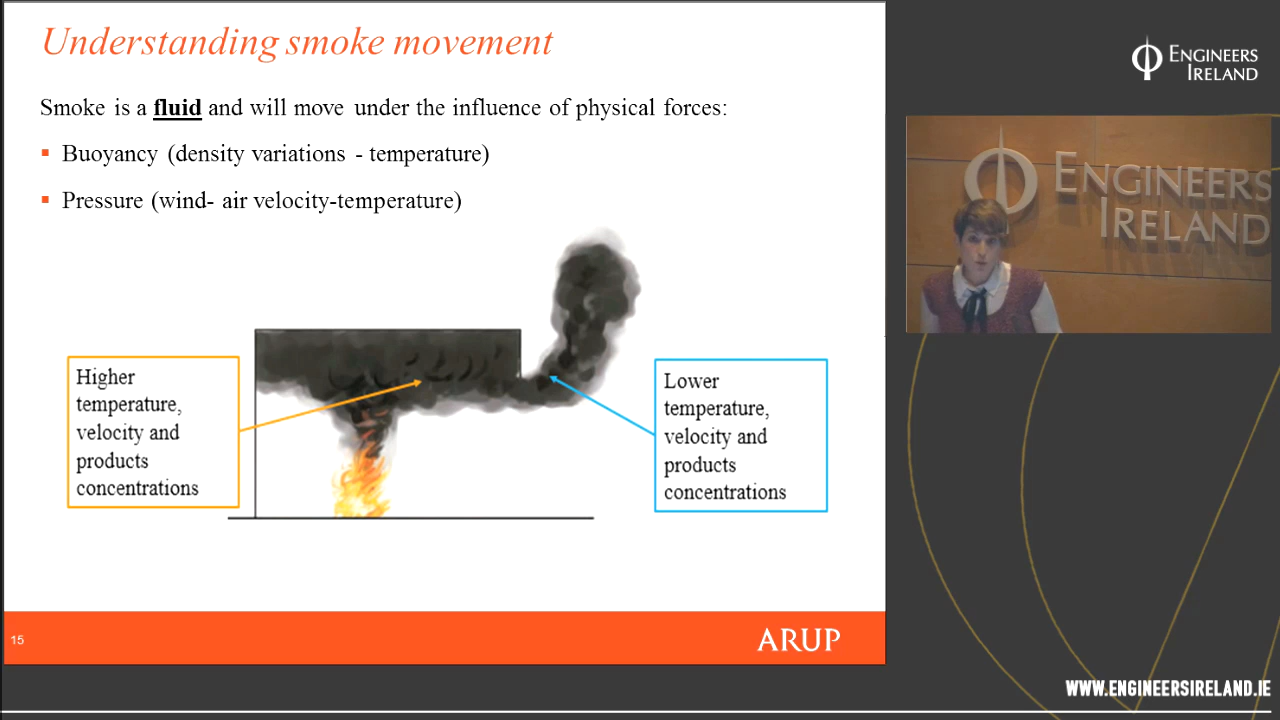 Understanding smoke movement
Smoke is a fluid and will move under the influence of physical forces:
Buoyancy (density variations - temperature)
Pressure (wind- air velocity-temperature)
Higher
temperature,
velocity and
products
concentrations
Lower
temperature,
velocity and
products
concentrations
15
ARUP
ENGINEERS
IRELAND
ENGINEERS
IRELAND
WWW.ENGINEERSIRELAND.IE